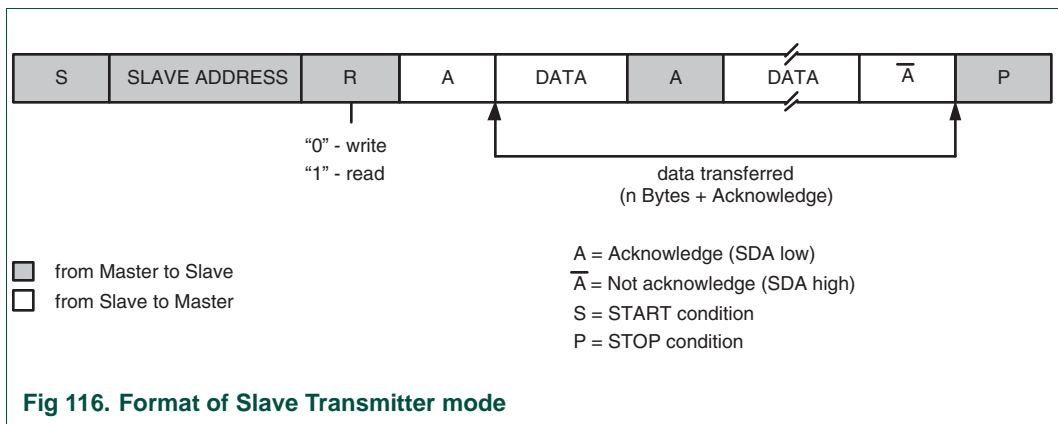 S SLAVE ADDRESS R A DATA A DATA A̅ P
“0” - write
“1” - read
data transferred
(n Bytes + Acknowledge)
from Master to Slave
from Slave to Master
A = Acknowledge (SDA low)
A̅ = Not acknowledge (SDA high)
S = START condition
P = STOP condition
Fig 116. Format of Slave Transmitter mode